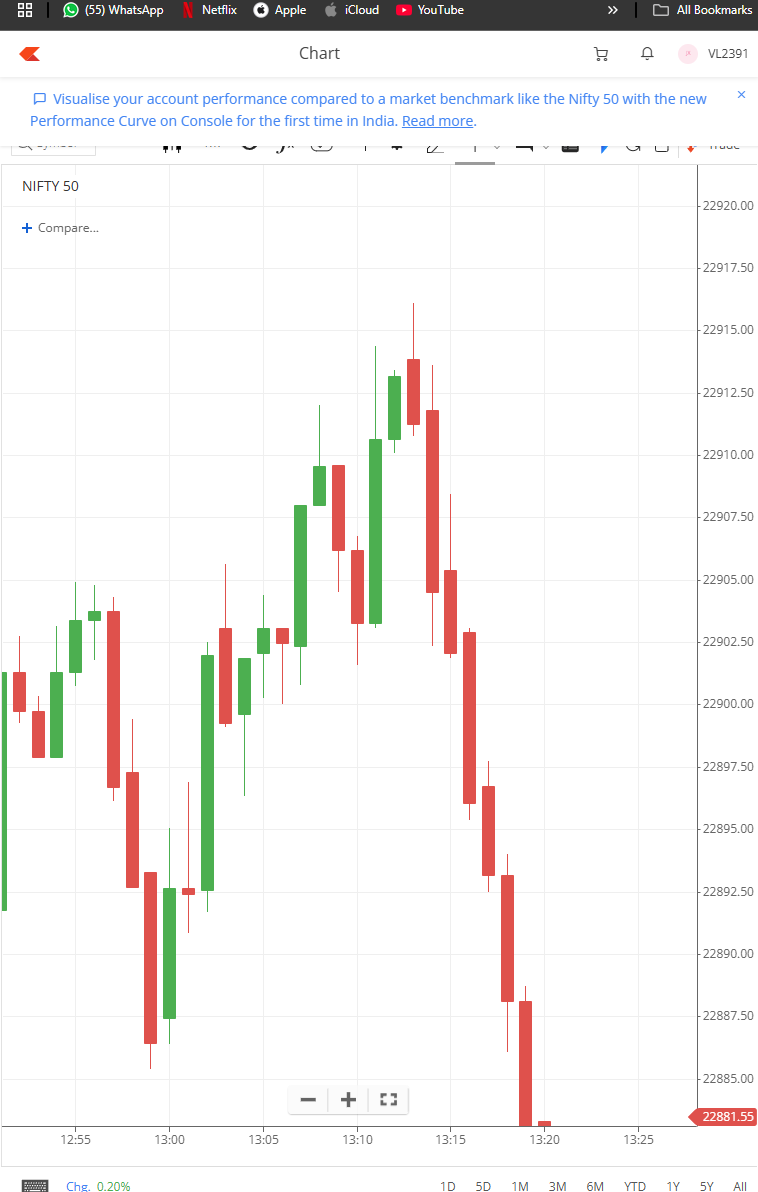 (55) WhatsApp Netflix Apple iCloud YouTube » All Bookmarks
Chart VL2391
Visualise your account performance compared to a market benchmark like the Nifty 50 with the new
Performance Curve on Console for the first time in India. Read more.
NIFTY 50
22920.00
+ Compare...
22917.50
22915.00
22912.50
22910.00
22907.50
22905.00
22902.50
22900.00
22897.50
22895.00
22892.50
22890.00
22887.50
22885.00
22881.55
12:55 13:00 13:05 13:10 13:15 13:20 13:25
Chg. 0.20% 1D 5D 1M 3M 6M YTD 1Y 5Y All